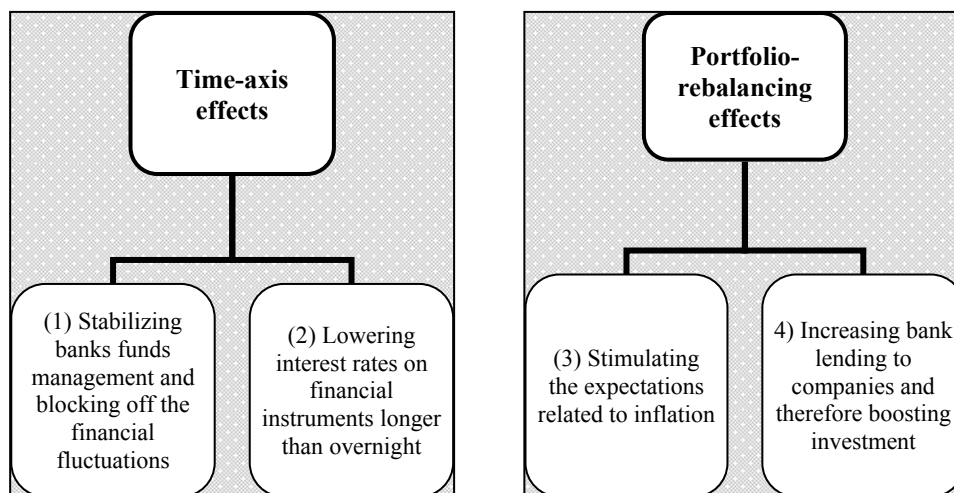 Time-axis
effects
Portfolio-
rebalancing
effects
(1) Stabilizing
banks funds
management and
blocking off the
financial
fluctuations
(2) Lowering
interest rates on
financial
instruments longer
than overnight
(3) Stimulating
the expectations
related to inflation
4) Increasing bank
lending to
companies and
therefore boosting
investment